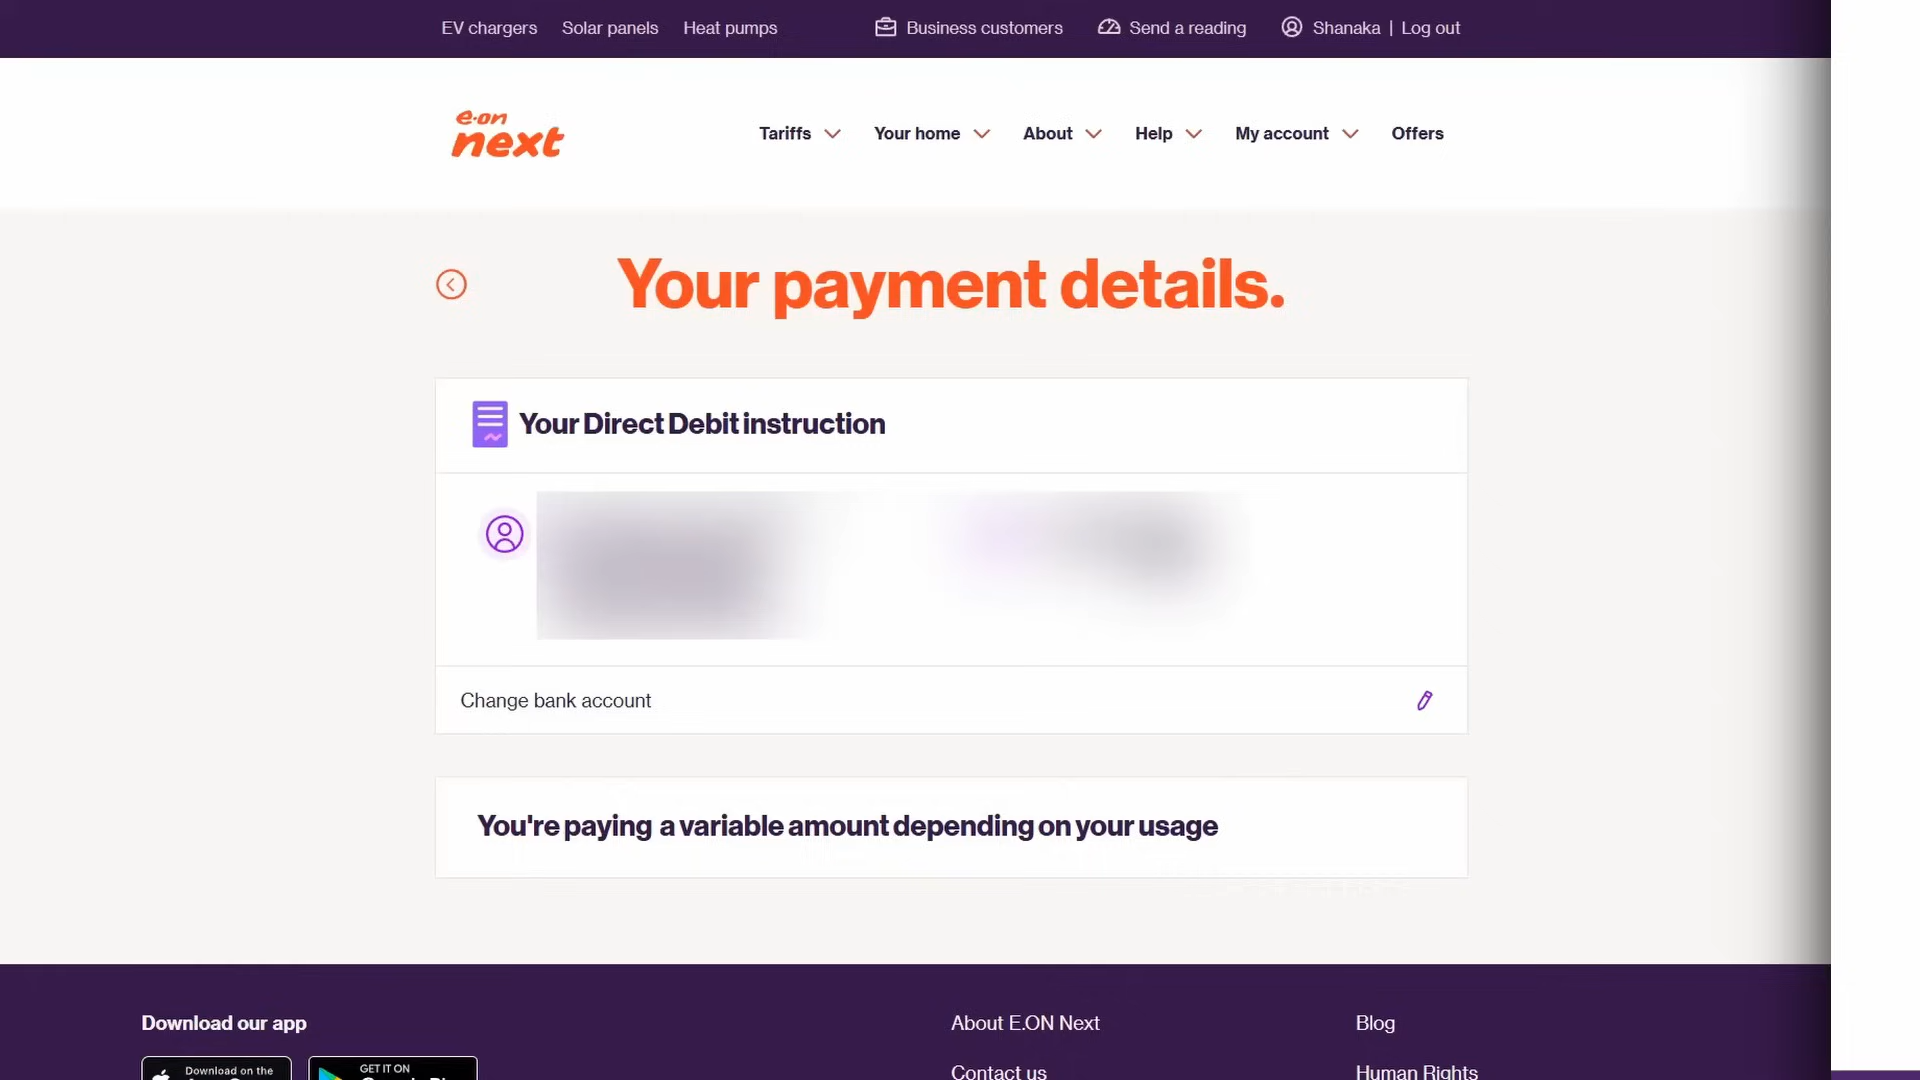 EV chargers Solar panels Heat pumps Business customers Send a reading Shanaka | Log out
e·on next
Tariffs Your home About Help My account Offers
Your payment details.
Your Direct Debit instruction
Change bank account
You're paying a variable amount depending on your usage
Download our app About E.ON Next Blog
Download on the GET IT ON
Contact us Human Rights